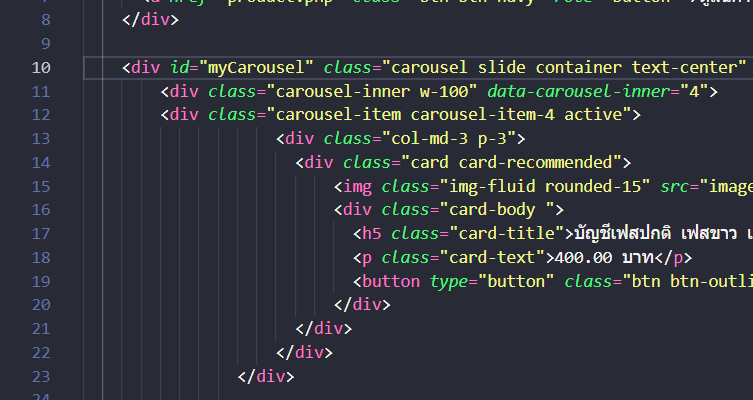 8 </div>
9
10 <div id="myCarousel" class="carousel slide container text-center"
11 <div class="carousel-inner w-100" data-carousel-inner="4">
12 <div class="carousel-item carousel-item-4 active">
13 <div class="col-md-3 p-3">
14 <div class="card card-recommended">
15 <img class="img-fluid rounded-15" src="image
16 <div class="card-body ">
17 <h5 class="card-title">บัญชีเฟสปกติ เฟสขาว เ
18 <p class="card-text">400.00 บาท</p>
19 <button type="button" class="btn btn-outli
20 </div>
21 </div>
22 </div>
23 </div>